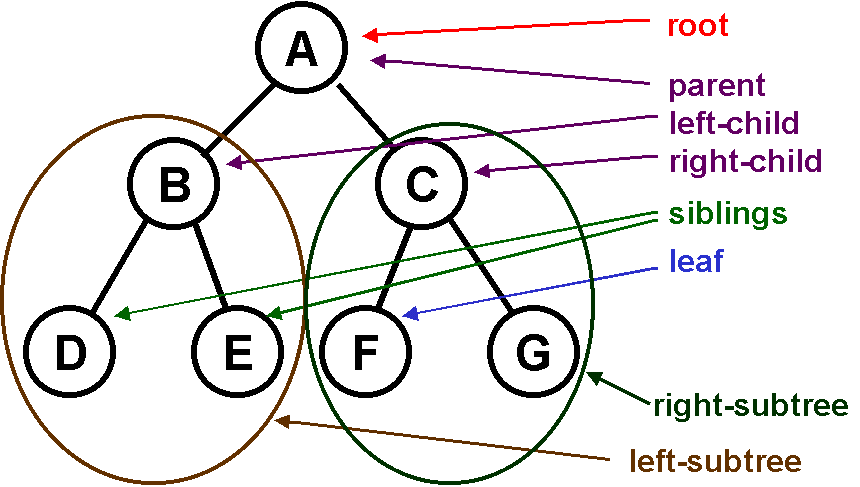 A
root
parent
left-child
B
C
right-child
siblings
leaf
D
E
F
G
right-subtree
left-subtree